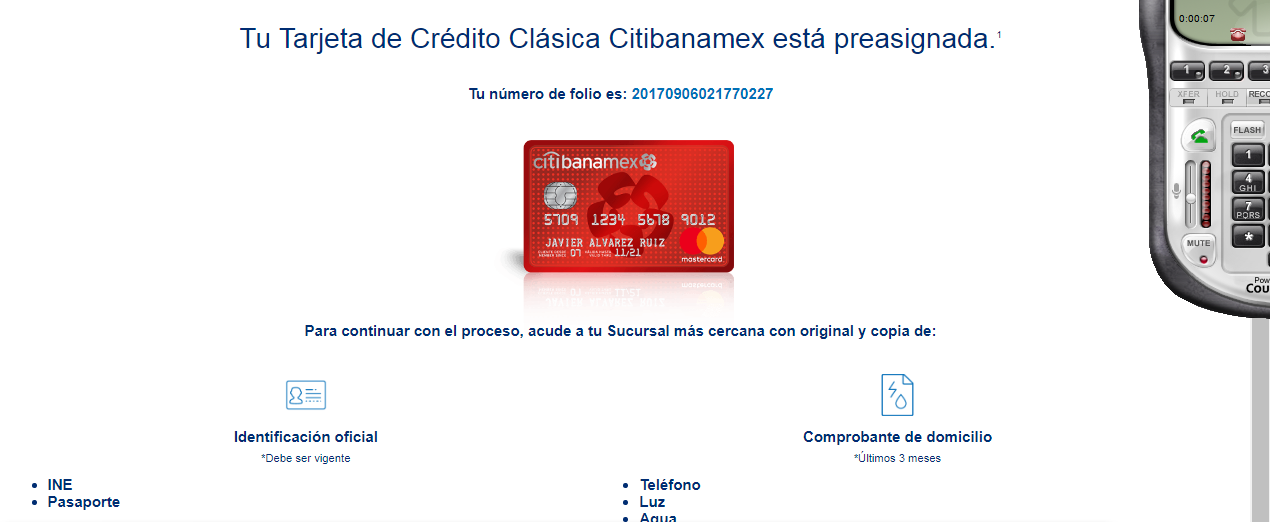 Tu Tarjeta de Crédito Clásica Citibanamex está preasignada.1
Tu número de folio es: 20170906021770227
citibanamex
5709 1234 5678 9012
JAVIER ALVAREZ RUIZ
07 11/21
mastercard
Para continuar con el proceso, acude a tu Sucursal más cercana con original y copia de:
Identificación oficial
*Debe ser vigente
INE
Pasaporte
Comprobante de domicilio
*Últimos 3 meses
Teléfono
Luz
Agua
0:00:07
1 2 3
XFER HOLD RECO
FLASH
1
4
GHI
7
PQRS
*
MUTE
Pow
Cou